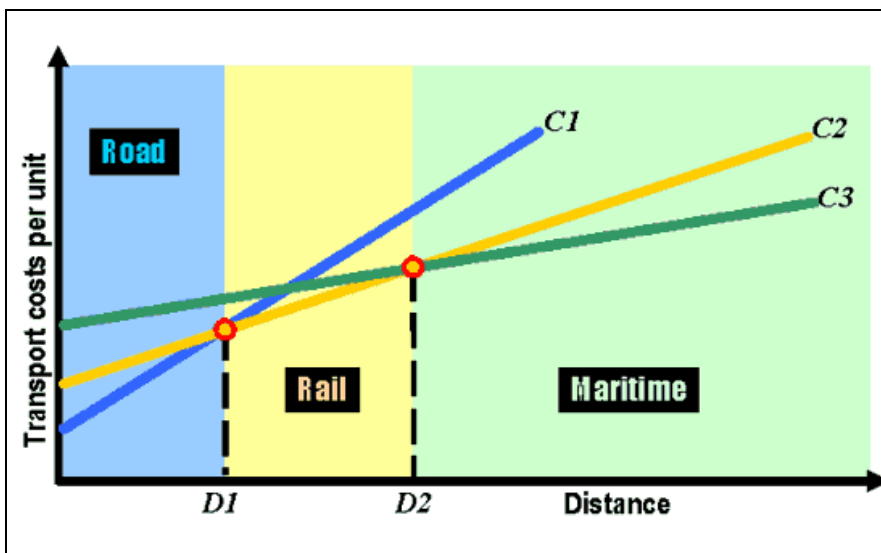 Road
C1
C2
C3
Transport costs per unit
Rail
Maritime
D1
D2
Distance